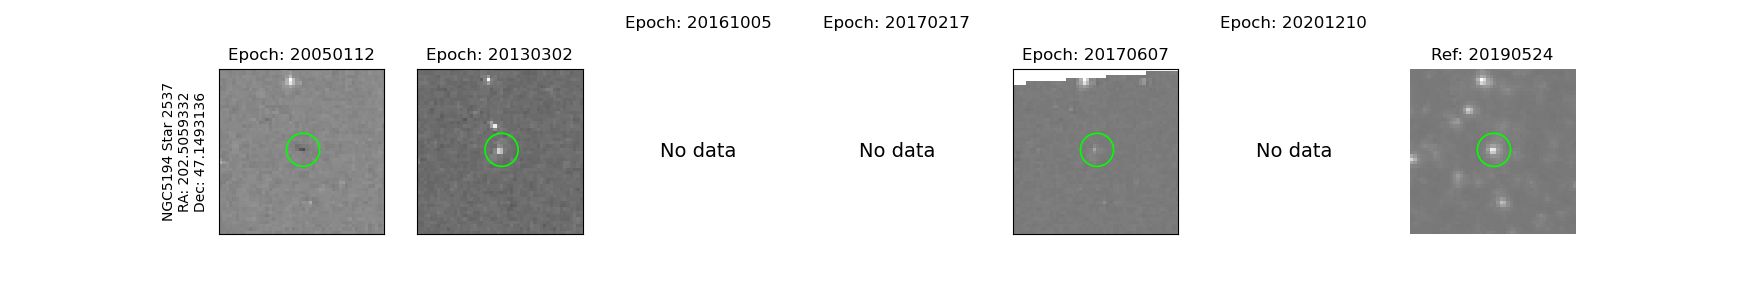 NGC5194 Star 2537
RA: 202.5059332
Dec: 47.1493136
Epoch: 20050112
Epoch: 20130302
Epoch: 20161005
No data
Epoch: 20170217
No data
Epoch: 20170607
Epoch: 20201210
No data
Ref: 20190524